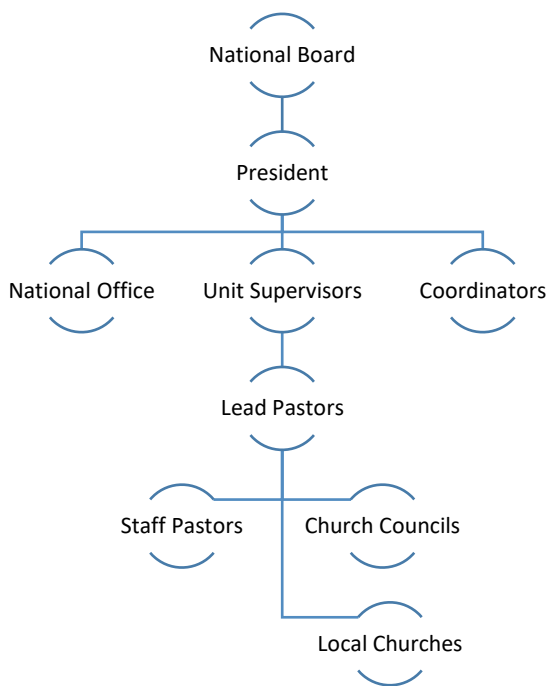 National Board
President
National Office
Unit Supervisors
Coordinators
Lead Pastors
Staff Pastors
Church Councils
Local Churches